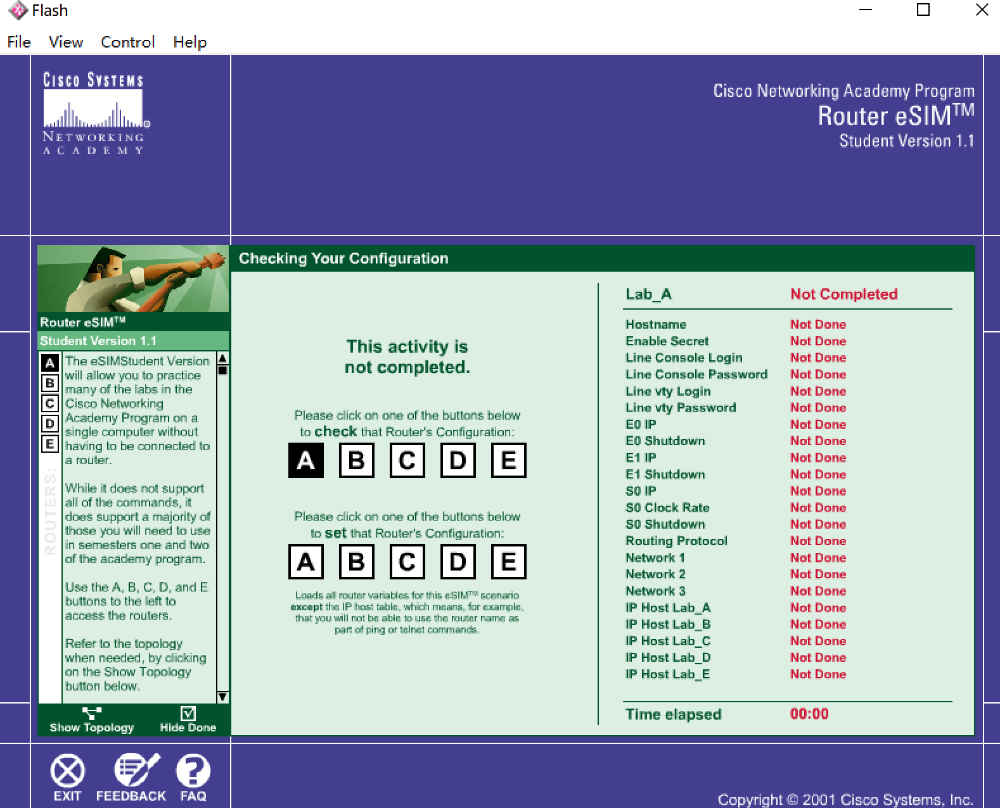 Flash
File View Control Help
CISCO SYSTEMS
NETWORKING
ACADEMY
Cisco Networking Academy Program
Router eSIM™
Student Version 1.1
Router eSIM™
Student Version 1.1
A
B
C
D
E
ROUTERS:
The eSIMStudent Version
will allow you to practice
many of the labs in the
Cisco Networking
Academy Program on a
single computer without
having to be connected to
a router.
While it does not support
all of the commands, it
does support a majority of
those you will need to use
in semesters one and two
of the academy program.
Use the A, B, C, D, and E
buttons to the left to
access the routers.
Refer to the topology
when needed, by clicking
on the Show Topology
button below.
Show Topology Hide Done
Checking Your Configuration
This activity is
not completed.
Please click on one of the buttons below
to check that Router's Configuration:
A B C D E
Please click on one of the buttons below
to set that Router's Configuration:
A B C D E
Loads all router variables for this eSIM™ scenario
except the IP host table, which means, for example,
that you will not be able to use the router name as
part of ping or telnet commands.
Lab_A Not Completed
Hostname Not Done
Enable Secret Not Done
Line Console Login Not Done
Line Console Password Not Done
Line vty Login Not Done
Line vty Password Not Done
E0 IP Not Done
E0 Shutdown Not Done
E1 IP Not Done
E1 Shutdown Not Done
S0 IP Not Done
S0 Clock Rate Not Done
S0 Shutdown Not Done
Routing Protocol Not Done
Network 1 Not Done
Network 2 Not Done
Network 3 Not Done
IP Host Lab_A Not Done
IP Host Lab_B Not Done
IP Host Lab_C Not Done
IP Host Lab_D Not Done
IP Host Lab_E Not Done
Time elapsed 00:00
EXIT FEEDBACK FAQ
Copyright © 2001 Cisco Systems, Inc.